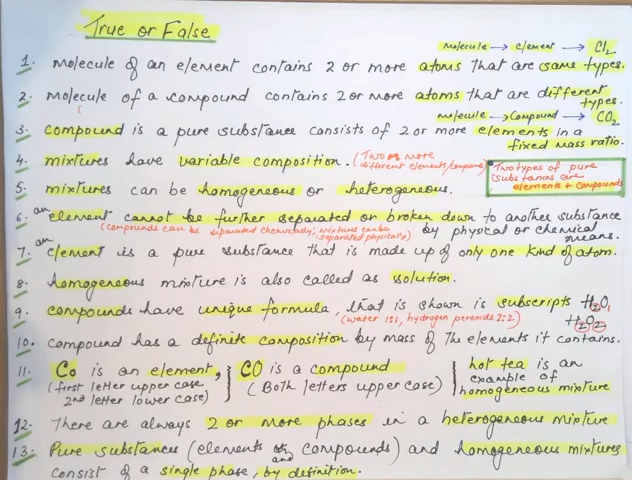 True or False
molecule → element → Cl2
1. molecule of an element contains 2 or more atoms that are same types.
2. molecule of a compound contains 2 or more atoms that are different types.
molecule → Compound → CO2
3. compound is a pure substance consists of 2 or more elements in a fixed mass ratio.
4. mixtures have variable composition. (Two or more different elements/compounds)
Two types of pure substances are elements + compounds
5. mixtures can be homogeneous or heterogeneous.
6. an element cannot be further separated or broken down to another substance
(compounds can be separated chemically; mixtures can be separated physically) by physical or chemical means.
7. an element is a pure substance that is made up of only one kind of atom.
8. homogeneous mixture is also called as solution.
9. compounds have unique formula, that is shown is subscripts H2O1
(water 1:1, hydrogen peroxide 2:2) H2O2
10. compound has a definite composition by mass of the elements it contains.
11. Co is an element, CO is a compound hot tea is an
(first letter upper case (Both letters upper case) example of
2nd letter lower case) homogeneous mixture
12. There are always 2 or more phases in a heterogeneous mixture
13. Pure substances (elements or and compounds) and homogeneous mixtures
consist of a single phase, by definition.